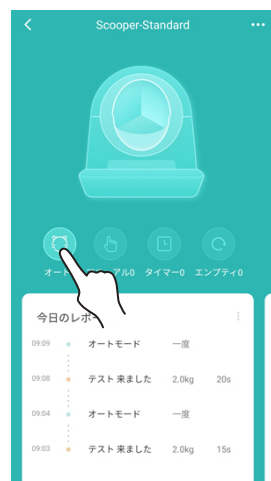 Scooper-Standard
オート アル0 タイマー0 エンプティ0
今日のレポー
09:09 オートモード 一度
09:08 テスト 来ました 2.0kg 20s
09:04 オートモード 一度
09:03 テスト 来ました 2.0kg 15s